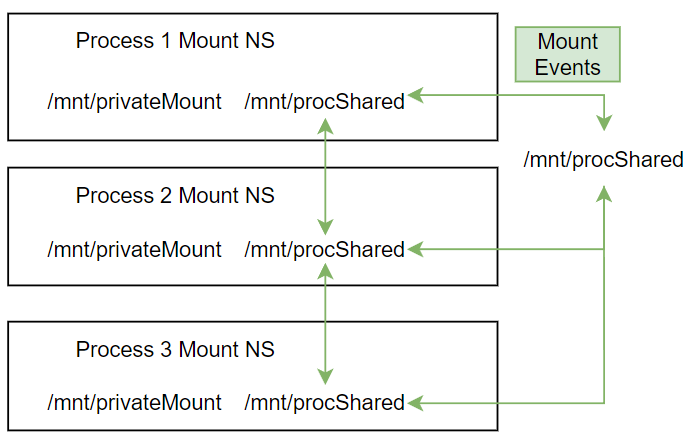 Process 1 Mount NS
/mnt/privateMount /mnt/procShared
Mount
Events
/mnt/procShared
Process 2 Mount NS
/mnt/privateMount /mnt/procShared
Process 3 Mount NS
/mnt/privateMount /mnt/procShared